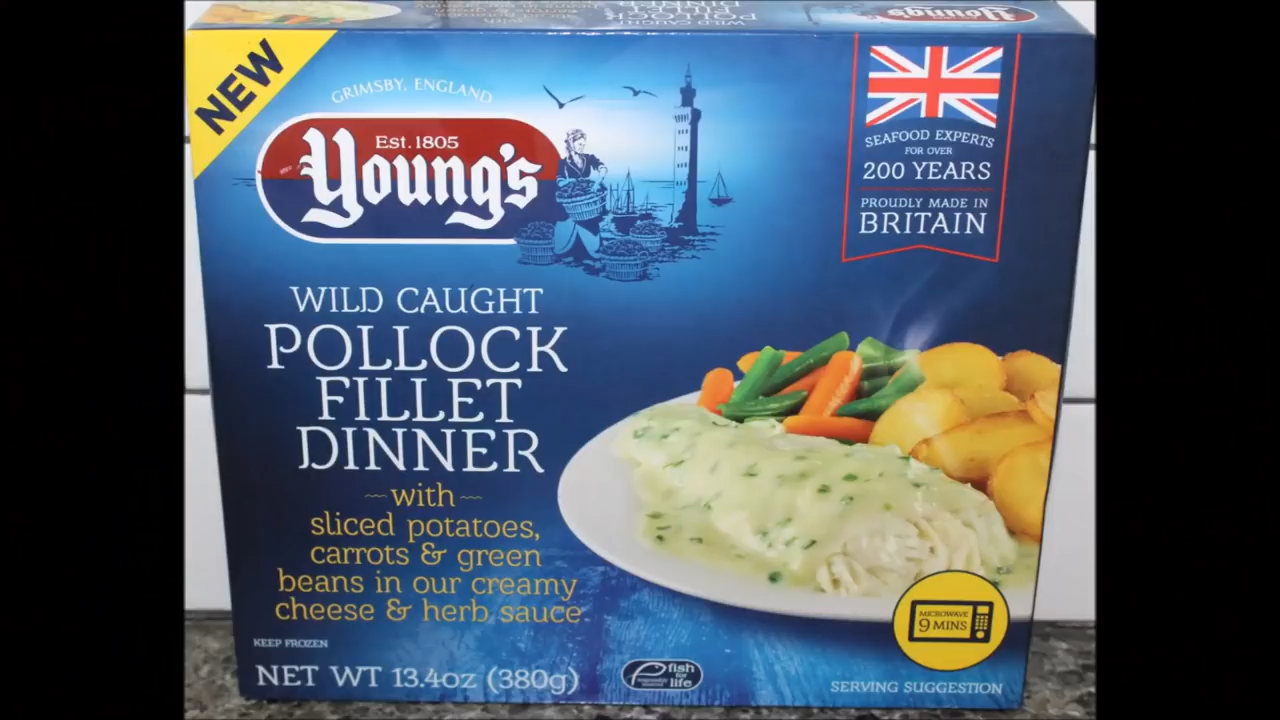 Young's
NEW
GRIMSBY, ENGLAND
Est. 1805
Young's
SEAFOOD EXPERTS
FOR OVER
200 YEARS
PROUDLY MADE IN
BRITAIN
WILD CAUGHT
POLLOCK
FILLET
DINNER
with
sliced potatoes,
carrots & green
beans in our creamy
cheese & herb sauce
KEEP FROZEN
NET WT 13.4oz (380g)
fish
for
life
MICROWAVE
9 MINS
SERVING SUGGESTION